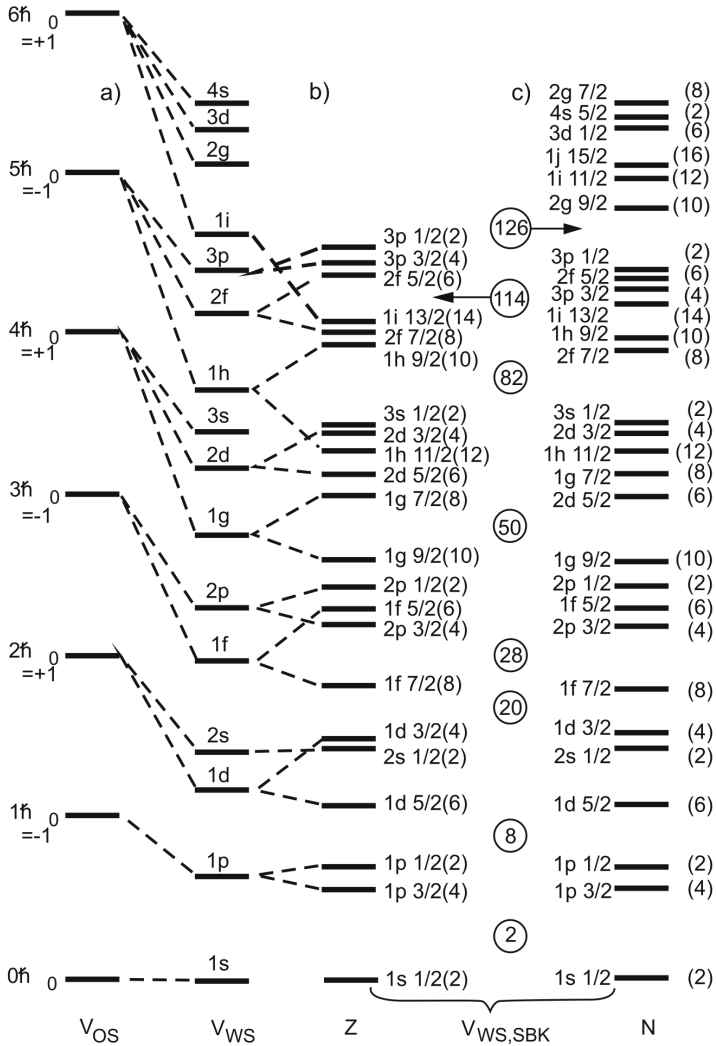 6ħ 0
=+1
a)
b)
c)
4s
3d
2g
1i
5ħ 0
=-1
3p
2f
1h
4ħ 0
=+1
3s
2d
1g
3ħ 0
=-1
2p
1f
2ħ 0
=+1
2s
1d
1ħ 0
=-1
1p
0ħ 0
1s
3p 1/2(2)
3p 3/2(4)
2f 5/2(6)
1i 13/2(14)
2f 7/2(8)
1h 9/2(10)
3s 1/2(2)
2d 3/2(4)
1h 11/2(12)
2d 5/2(6)
1g 7/2(8)
1g 9/2(10)
2p 1/2(2)
1f 5/2(6)
2p 3/2(4)
1f 7/2(8)
1d 3/2(4)
2s 1/2(2)
1d 5/2(6)
1p 1/2(2)
1p 3/2(4)
1s 1/2(2)
126
114
82
50
28
20
8
2
2g 7/2 (8)
4s 5/2 (2)
3d 1/2 (6)
1j 15/2 (16)
1i 11/2 (12)
2g 9/2 (10)
3p 1/2 (2)
2f 5/2 (6)
3p 3/2 (4)
1i 13/2 (14)
1h 9/2 (10)
2f 7/2 (8)
3s 1/2 (2)
2d 3/2 (4)
1h 11/2 (12)
1g 7/2 (8)
2d 5/2 (6)
1g 9/2 (10)
2p 1/2 (2)
1f 5/2 (6)
2p 3/2 (4)
1f 7/2 (8)
1d 3/2 (4)
2s 1/2 (2)
1d 5/2 (6)
1p 1/2 (2)
1p 3/2 (4)
1s 1/2 (2)
V_OS V_WS Z V_WS,SBK N